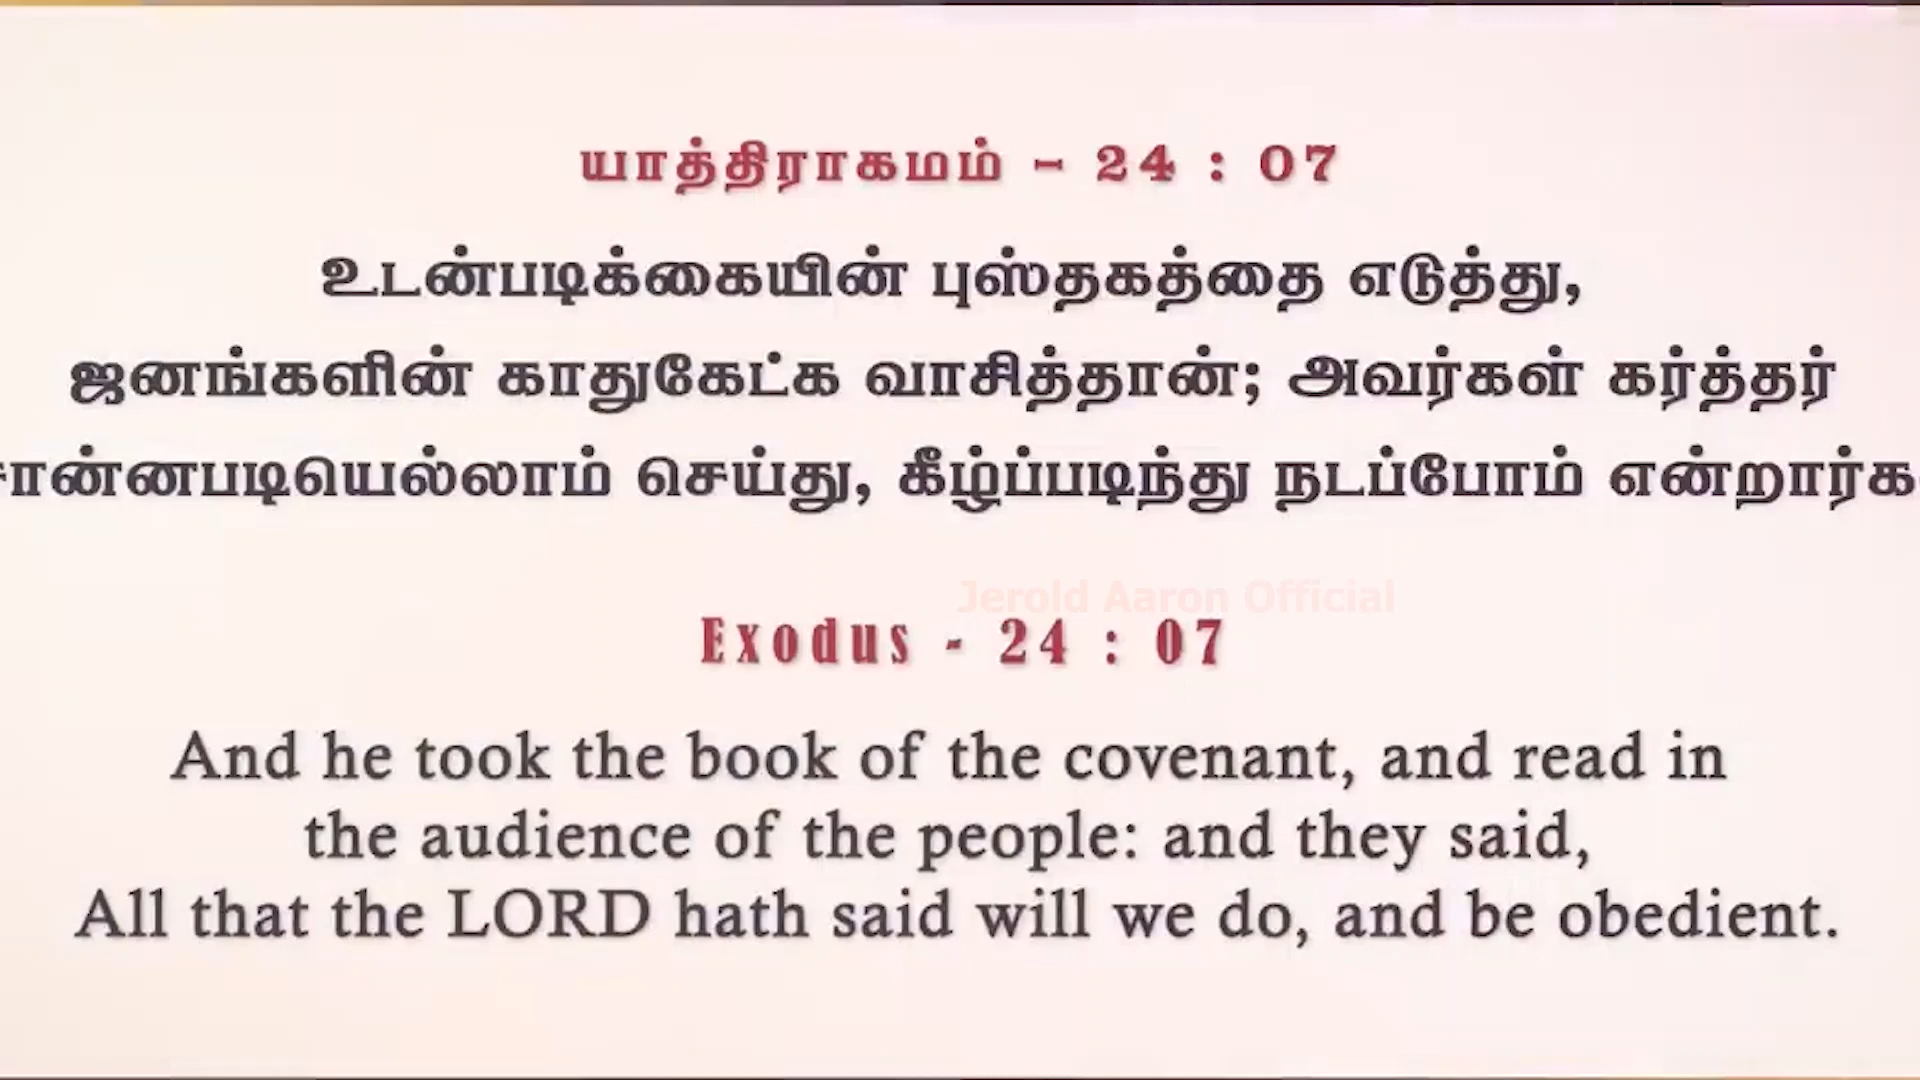 யாத்திராகமம் - 24 : 07
உடன்படிக்கையின் புஸ்தகத்தை எடுத்து,
ஜனங்களின் காதுகேட்க வாசித்தான்; அவர்கள் கர்த்தர்
செய்து, கீழ்ப்படிந்து நடப்போம்
Jerold Aaron Official
Exodus - 24 : 07
And he took the book of the covenant, and read in
the audience of the people: and they said,
All that the LORD hath said will we do, and be obedient.